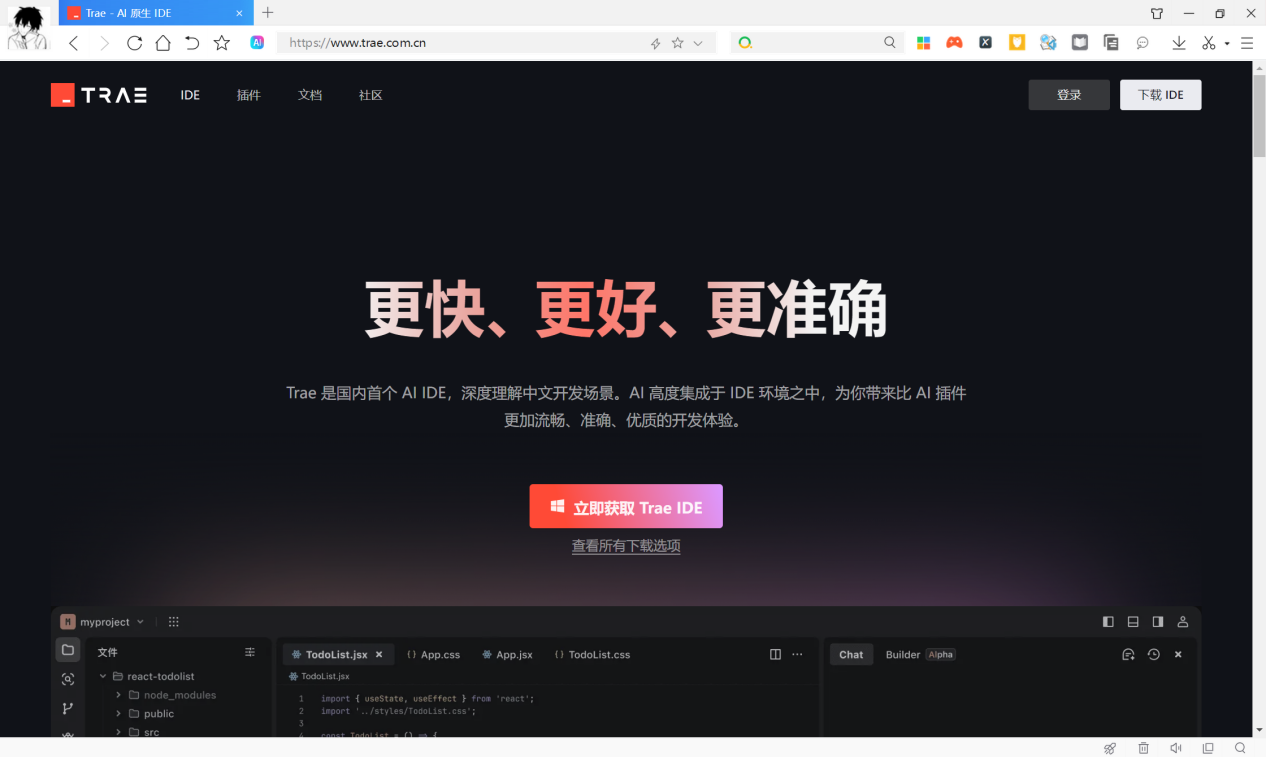 Trae - AI 原生 IDE
https://www.trae.com.cn
TRAE
IDE
插件
文档
社区
登录
下载 IDE
更快、更好、更准确
Trae 是国内首个 AI IDE，深度理解中文开发场景。AI 高度集成于 IDE 环境之中，为你带来比 AI 插件
更加流畅、准确、优质的开发体验。
立即获取 Trae IDE
查看所有下载选项
M myproject
文件
react-todolist
node_modules
public
src
TodoList.jsx
App.css
App.jsx
TodoList.css
TodoList.jsx
1 import { useState, useEffect } from 'react';
2 import '../styles/TodoList.css';
3
4 const TodoList = () => {
Chat
Builder Alpha